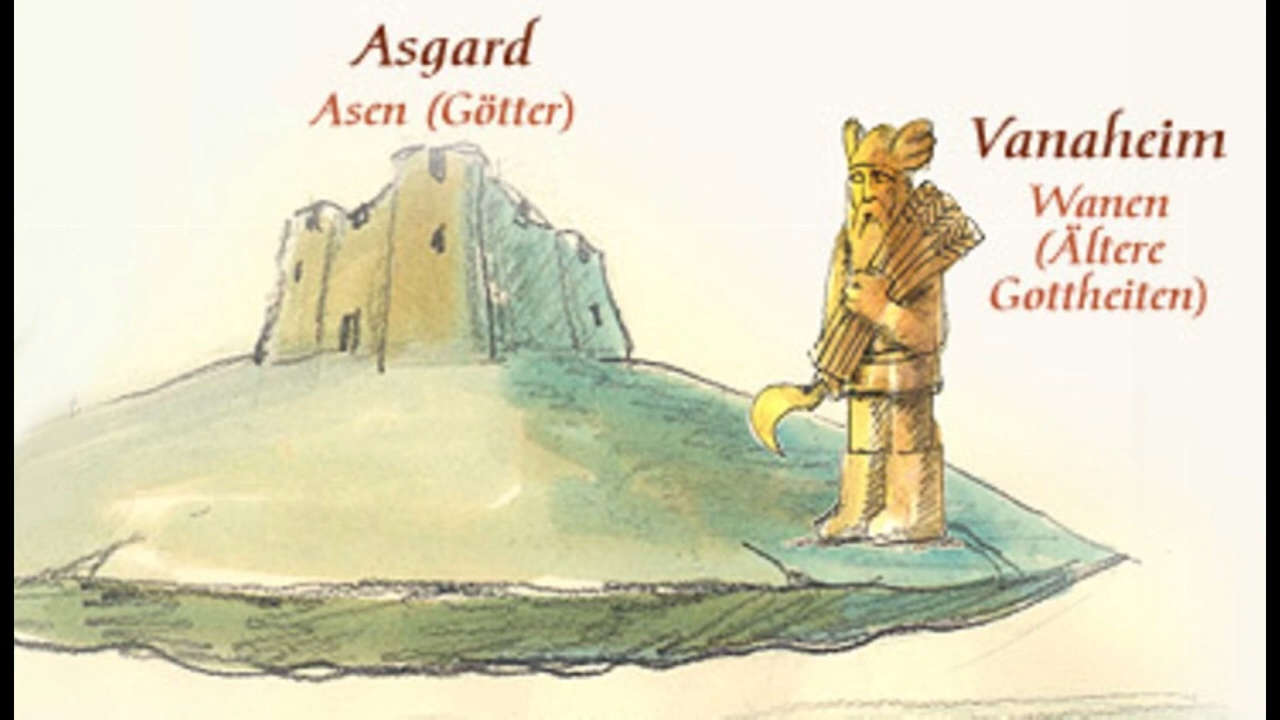 Asgard
Asen (Götter)
Vanaheim
Wanen
(Ältere
Gottheiten)